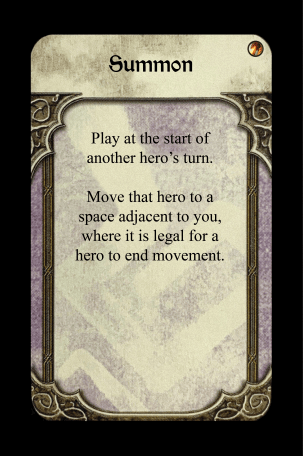 Summon
Play at the start of
another hero's turn.
Move that hero to a
space adjacent to you,
where it is legal for a
hero to end movement.